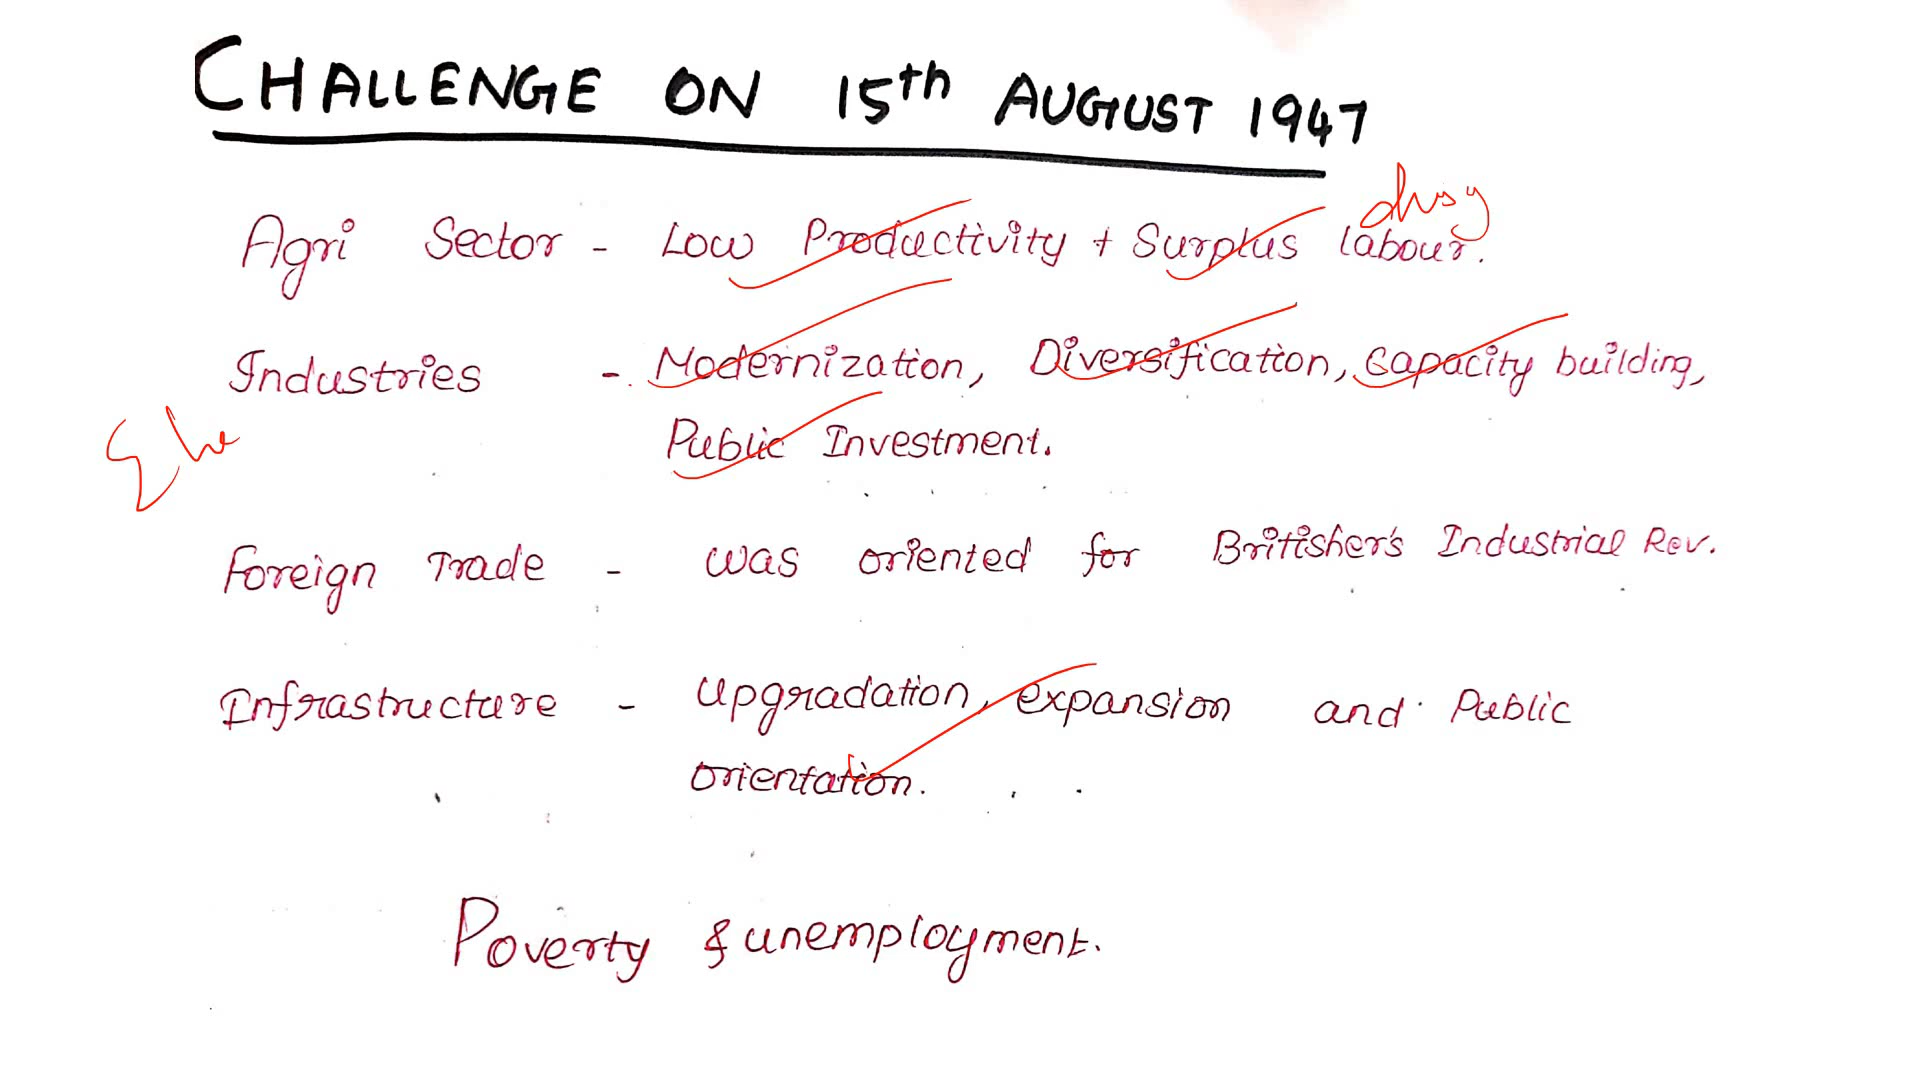 CHALLENGE ON 15th AUGUST 1947
Agri Sector - Low Productivity + Surplus labour.
Industries - Modernization, Diversification, Capacity building,
Public Investment.
Foreign Trade - was oriented for Britisher's Industrial Rev.
Infrastructure - Upgradation, expansion and Public
orientation.
Poverty & unemployment.